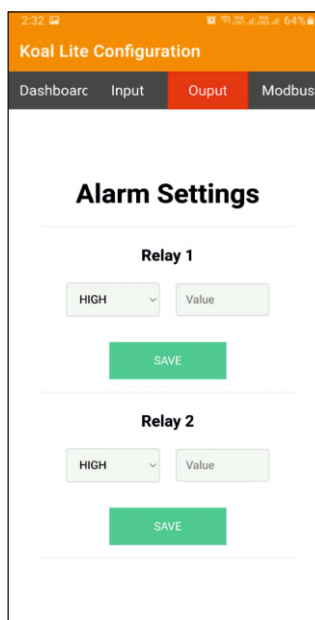 2:32 64%
Koal Lite Configuration
Dashboarc Input Ouput Modbus
Alarm Settings
Relay 1
HIGH Value
SAVE
Relay 2
HIGH Value
SAVE